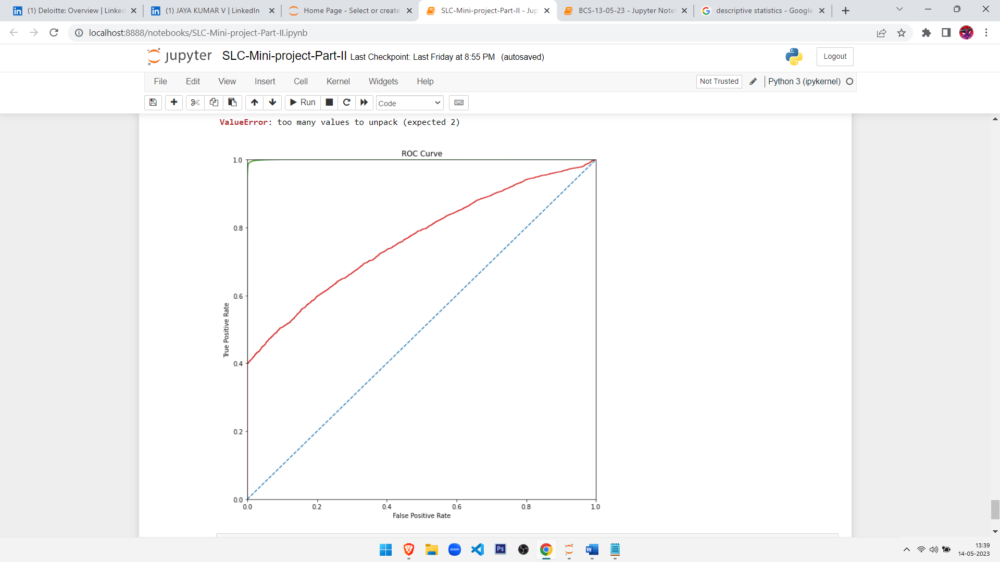 (1) Deloitte: Overview | Linked
(1) JAYA KUMAR V | LinkedIn
Home Page - Select or create
SLC-Mini-project-Part-II - Jup
BCS-13-05-23 - Jupyter Note
descriptive statistics - Google
localhost:8888/notebooks/SLC-Mini-project-Part-II.ipynb
jupyter SLC-Mini-project-Part-II Last Checkpoint: Last Friday at 8:55 PM (autosaved)
Logout
File Edit View Insert Cell Kernel Widgets Help
Not Trusted
Python 3 (ipykernel)
Run
Code
ValueError: too many values to unpack (expected 2)
ROC Curve
1.0
0.8
0.6
0.4
0.2
0.0
True Positive Rate
0.0 0.2 0.4 0.6 0.8 1.0
False Positive Rate
zoom
Ps
W
13:39
14-05-2023